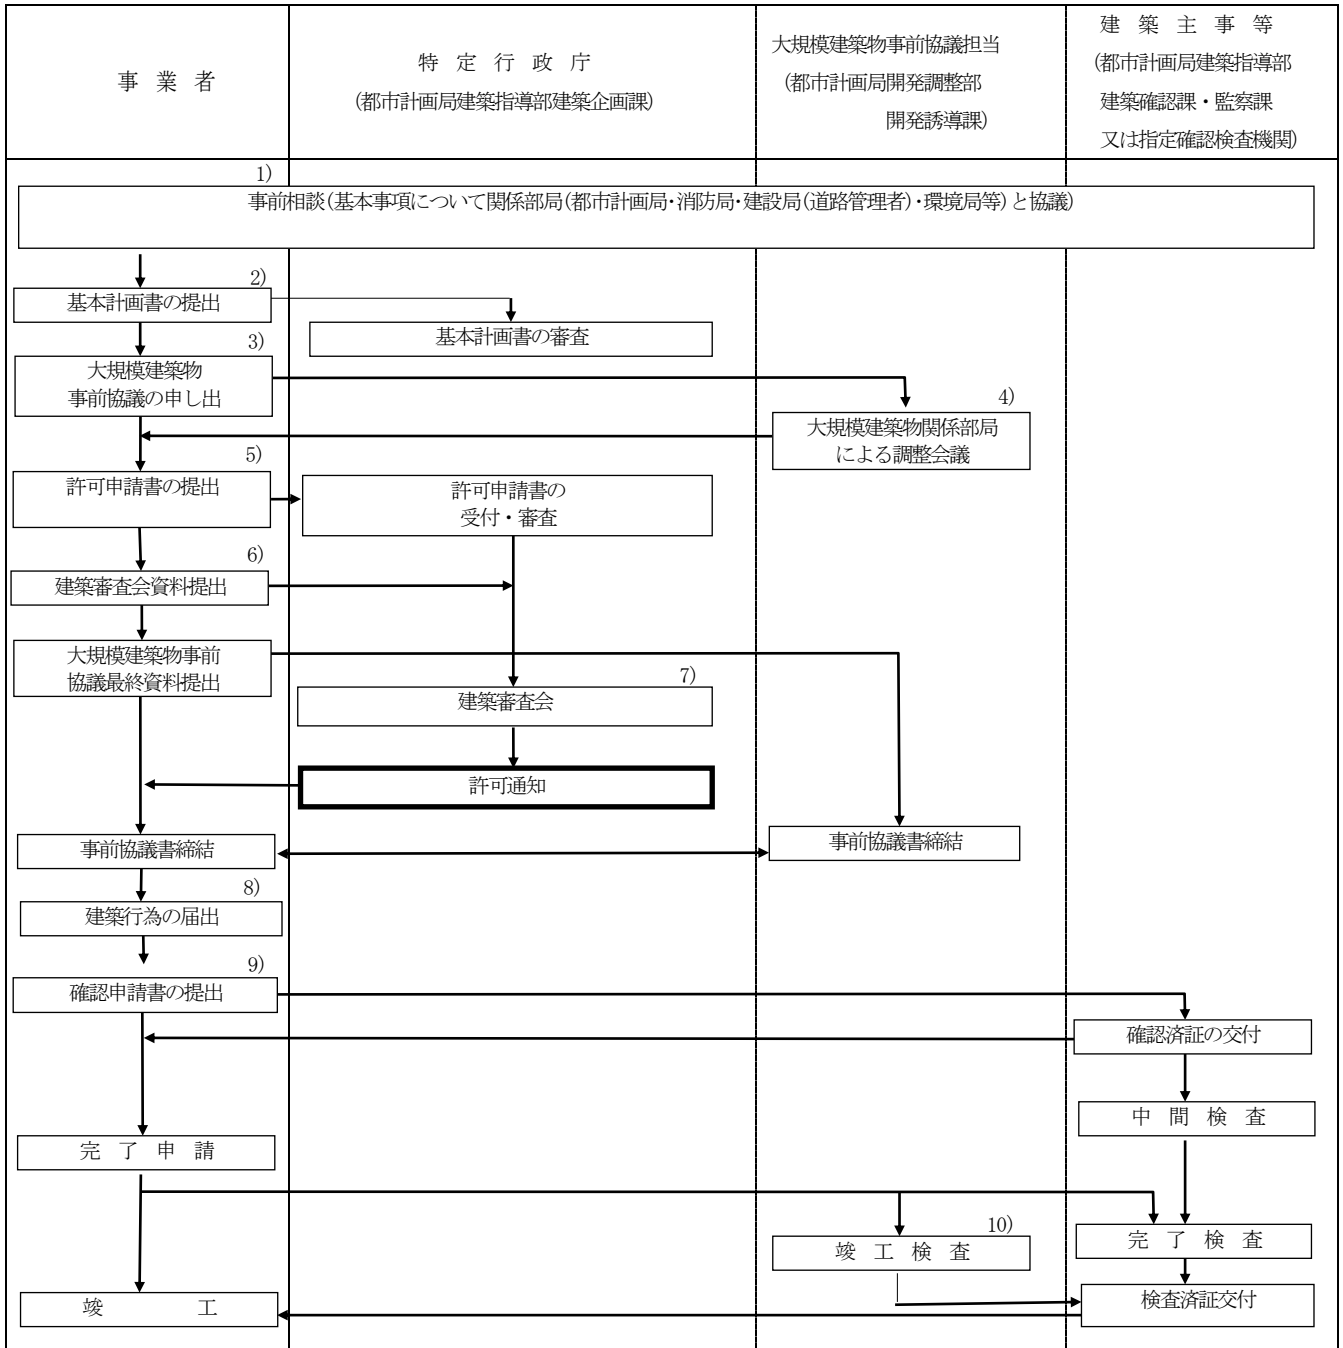 事 業 者
特 定 行 政 庁
(都市計画局建築指導部建築企画課)
大規模建築物事前協議担当
(都市計画局開発調整部
開発誘導課)
建 築 主 事 等
(都市計画局建築指導部
建築確認課・監察課
又は指定確認検査機関)
1)
事前相談(基本事項について関係部局(都市計画局・消防局・建設局(道路管理者)・環境局等)と協議)
2)
基本計画書の提出
基本計画書の審査
3)
大規模建築物
事前協議の申し出
4)
大規模建築物関係部局
による調整会議
5)
許可申請書の提出
許可申請書の
受付・審査
6)
建築審査会資料提出
大規模建築物事前
協議最終資料提出
7)
建築審査会
許可通知
事前協議書締結
事前協議書締結
8)
建築行為の届出
9)
確認申請書の提出
確認済証の交付
中 間 検 査
完 了 申 請
10)
竣 工 検 査
完 了 検 査
竣 工
検査済証交付